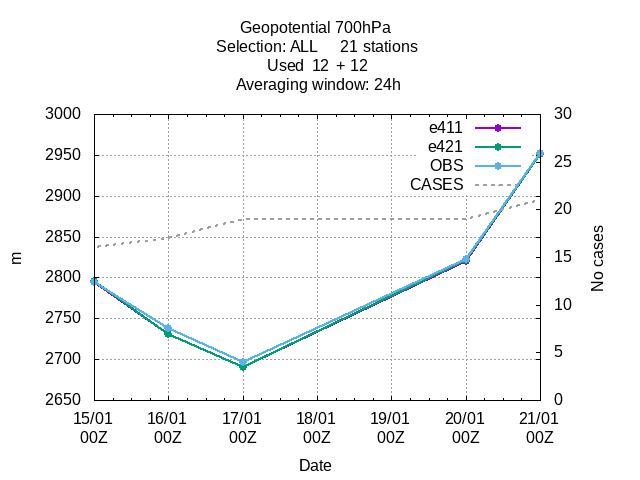 Geopotential 700hPa
Selection: ALL 21 stations
Used 12 + 12
Averaging window: 24h
3000
2950
2900
2850
2800
2750
2700
2650
30
25
20
15
10
5
0
e411
e421
OBS
CASES
m
No cases
15/01 16/01 17/01 18/01 19/01 20/01 21/01
00Z 00Z 00Z 00Z 00Z 00Z 00Z
Date